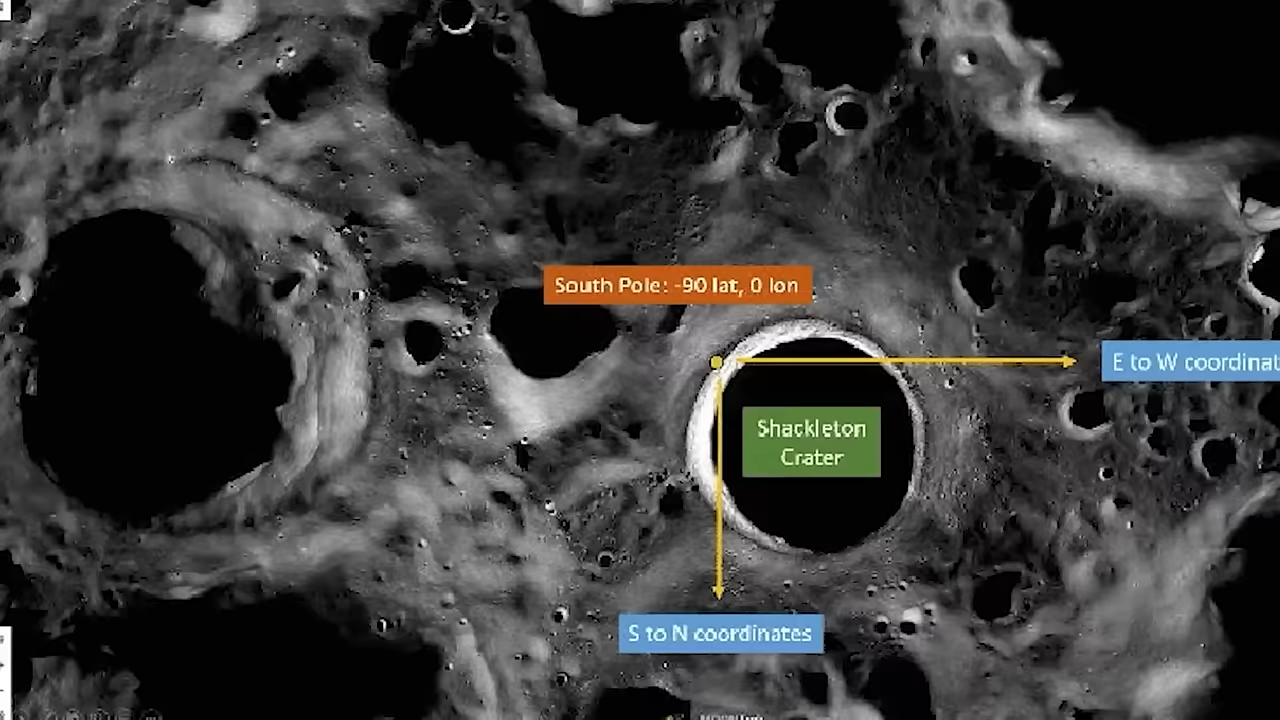 South Pole: -90 lat, 0 lon
E to W coordinat
Shackleton
Crater
S to N coordinates